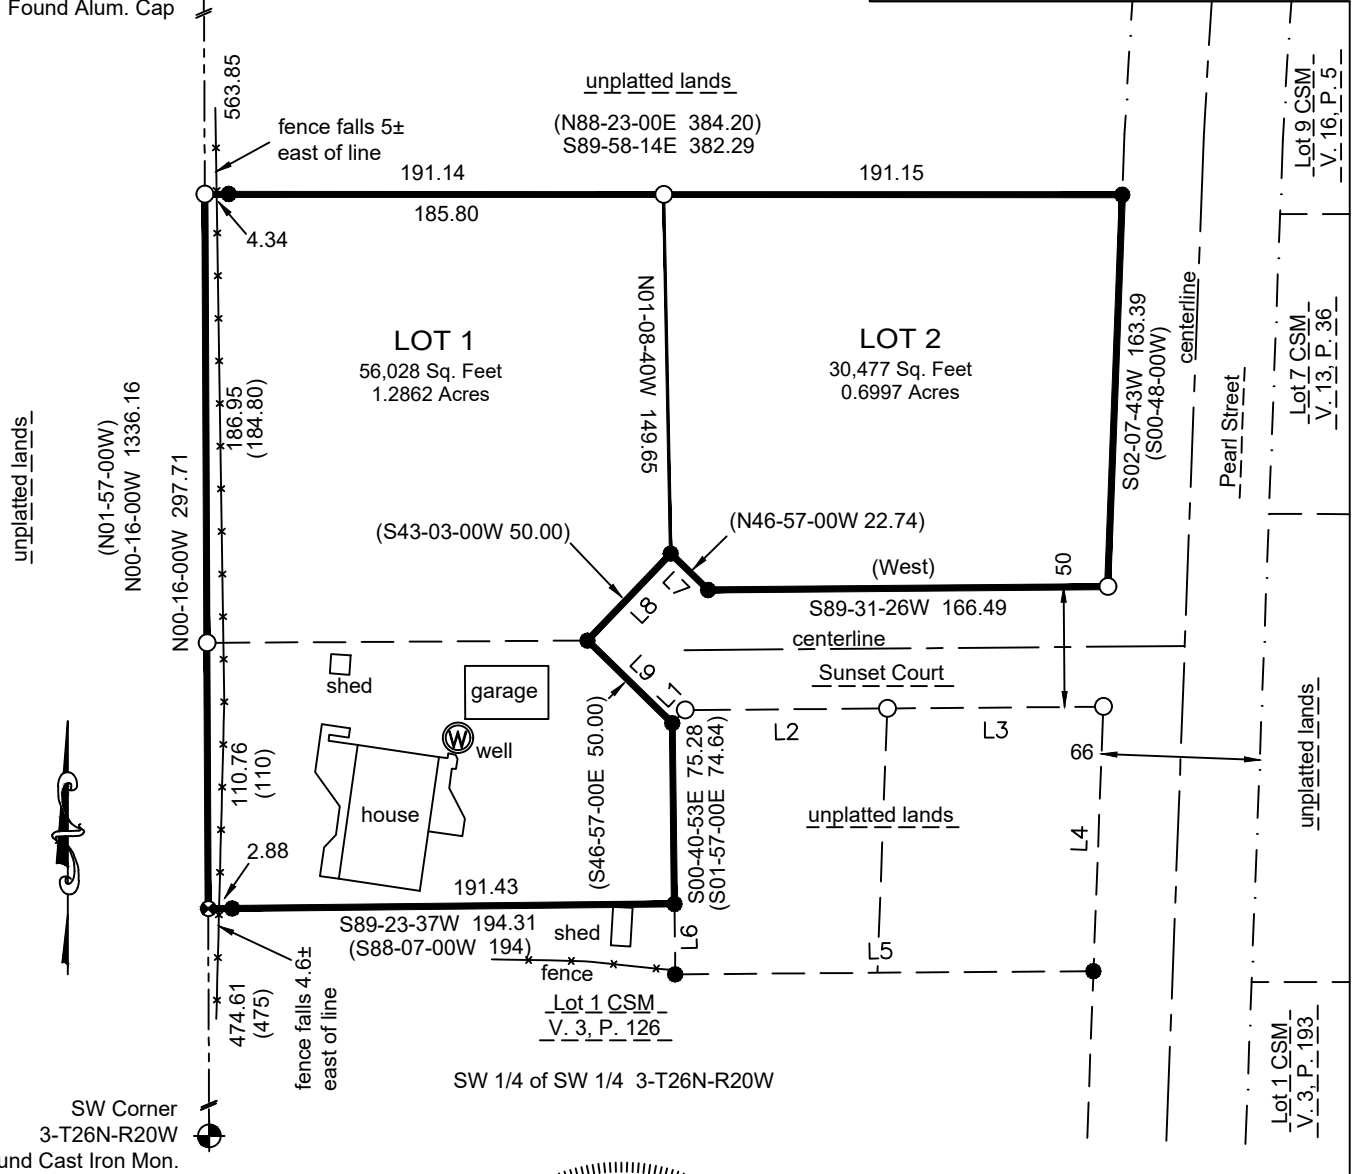 Found Alum. Cap
563.85
unplatted lands
(N88-23-00E 384.20)
S89-58-14E 382.29
fence falls 5±
east of line
191.14
191.15
185.80
4.34
Lot 9 CSM
V. 16, P. 5
LOT 1
56,028 Sq. Feet
1.2862 Acres
N01-08-40W 149.65
LOT 2
30,477 Sq. Feet
0.6997 Acres
S02-07-43W 163.39
(S00-48-00W)
centerline
Pearl Street
Lot 7 CSM
V. 13, P. 36
unplatted lands
(N01-57-00W)
N00-16-00W 1336.16
N00-16-00W 297.71
186.95
(184.80)
(S43-03-00W 50.00)
(N46-57-00W 22.74)
L7
L8
(West)
S89-31-26W 166.49
50
centerline
Sunset Court
L9
L1
L2
L3
66
shed
garage
W
well
house
110.76
(110)
(S46-57-00E 50.00)
S00-40-53E 75.28
(S01-57-00E 74.64)
unplatted lands
L4
unplatted lands
2.88
191.43
S89-23-37W 194.31
(S88-07-00W 194)
shed
L6
L5
fence
474.61
(475)
fence falls 4.6±
east of line
Lot 1 CSM
V. 3, P. 126
SW 1/4 of SW 1/4 3-T26N-R20W
Lot 1 CSM
V. 3, P. 193
SW Corner
3-T26N-R20W
und Cast Iron Mon.